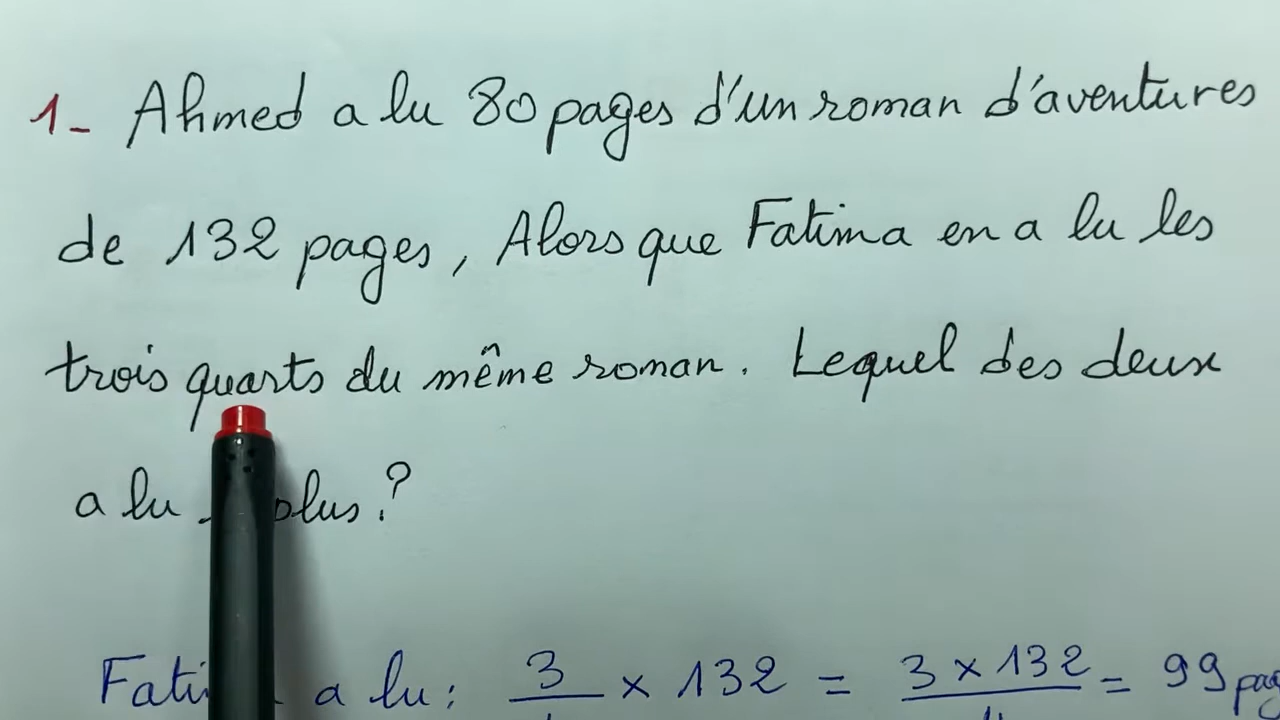 1- Ahmed a lu 80 pages d'un roman d'aventures
de 132 pages, Alors que Fatima en a lu les
trois quarts du même roman. Lequel des deux
a lu plus?
a lu : 3 × 132 = 3 × 132 = 99